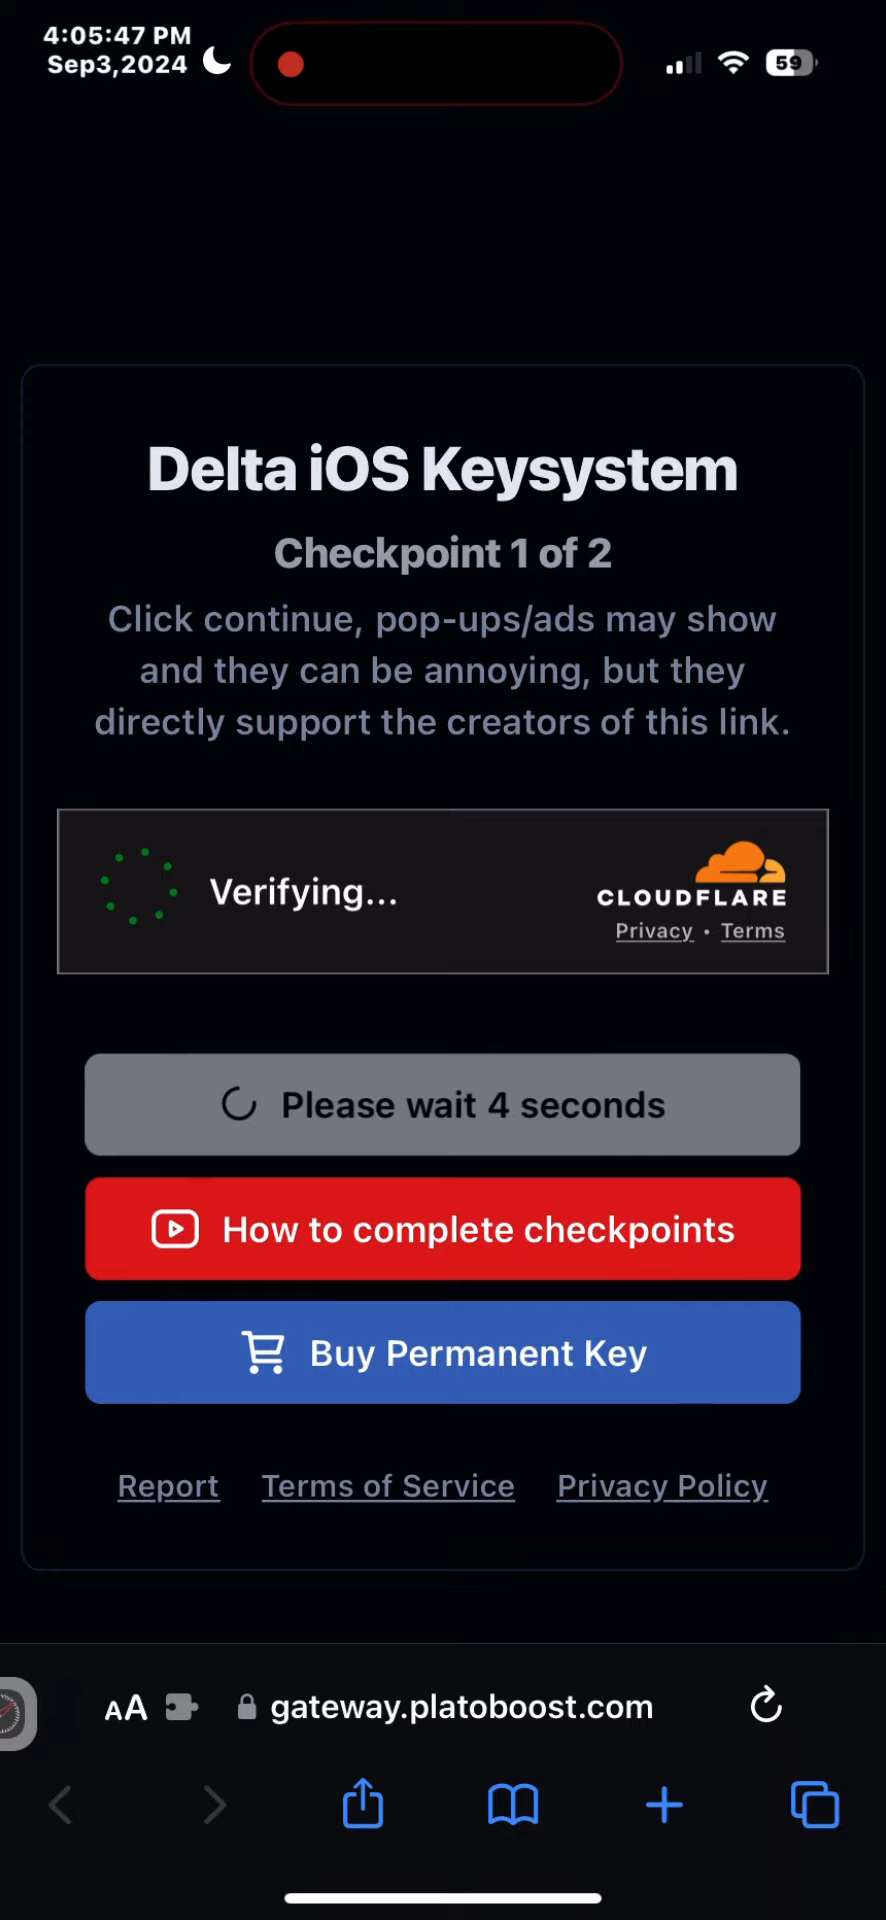 4:05:47 PM
Sep3,2024
59
Delta iOS Keysystem
Checkpoint 1 of 2
Click continue, pop-ups/ads may show
and they can be annoying, but they
directly support the creators of this link.
Verifying...
CLOUDFLARE
Privacy • Terms
Please wait 4 seconds
How to complete checkpoints
Buy Permanent Key
Report Terms of Service Privacy Policy
AA gateway.platoboost.com